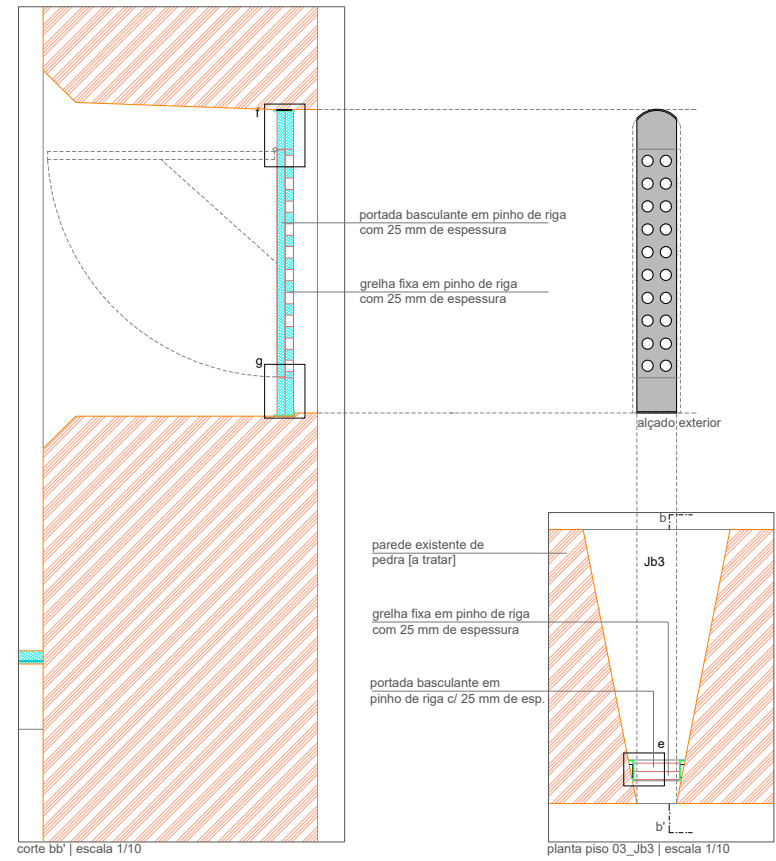 f
portada basculante em pinho de riga
com 25 mm de espessura
grelha fixa em pinho de riga
com 25 mm de espessura
g
alçado exterior
b
parede existente de
pedra [a tratar]
Jb3
grelha fixa em pinho de riga
com 25 mm de espessura
portada basculante em
pinho de riga c/ 25 mm de esp.
e
b'
corte bb' | escala 1/10
planta piso 03_Jb3 | escala 1/10